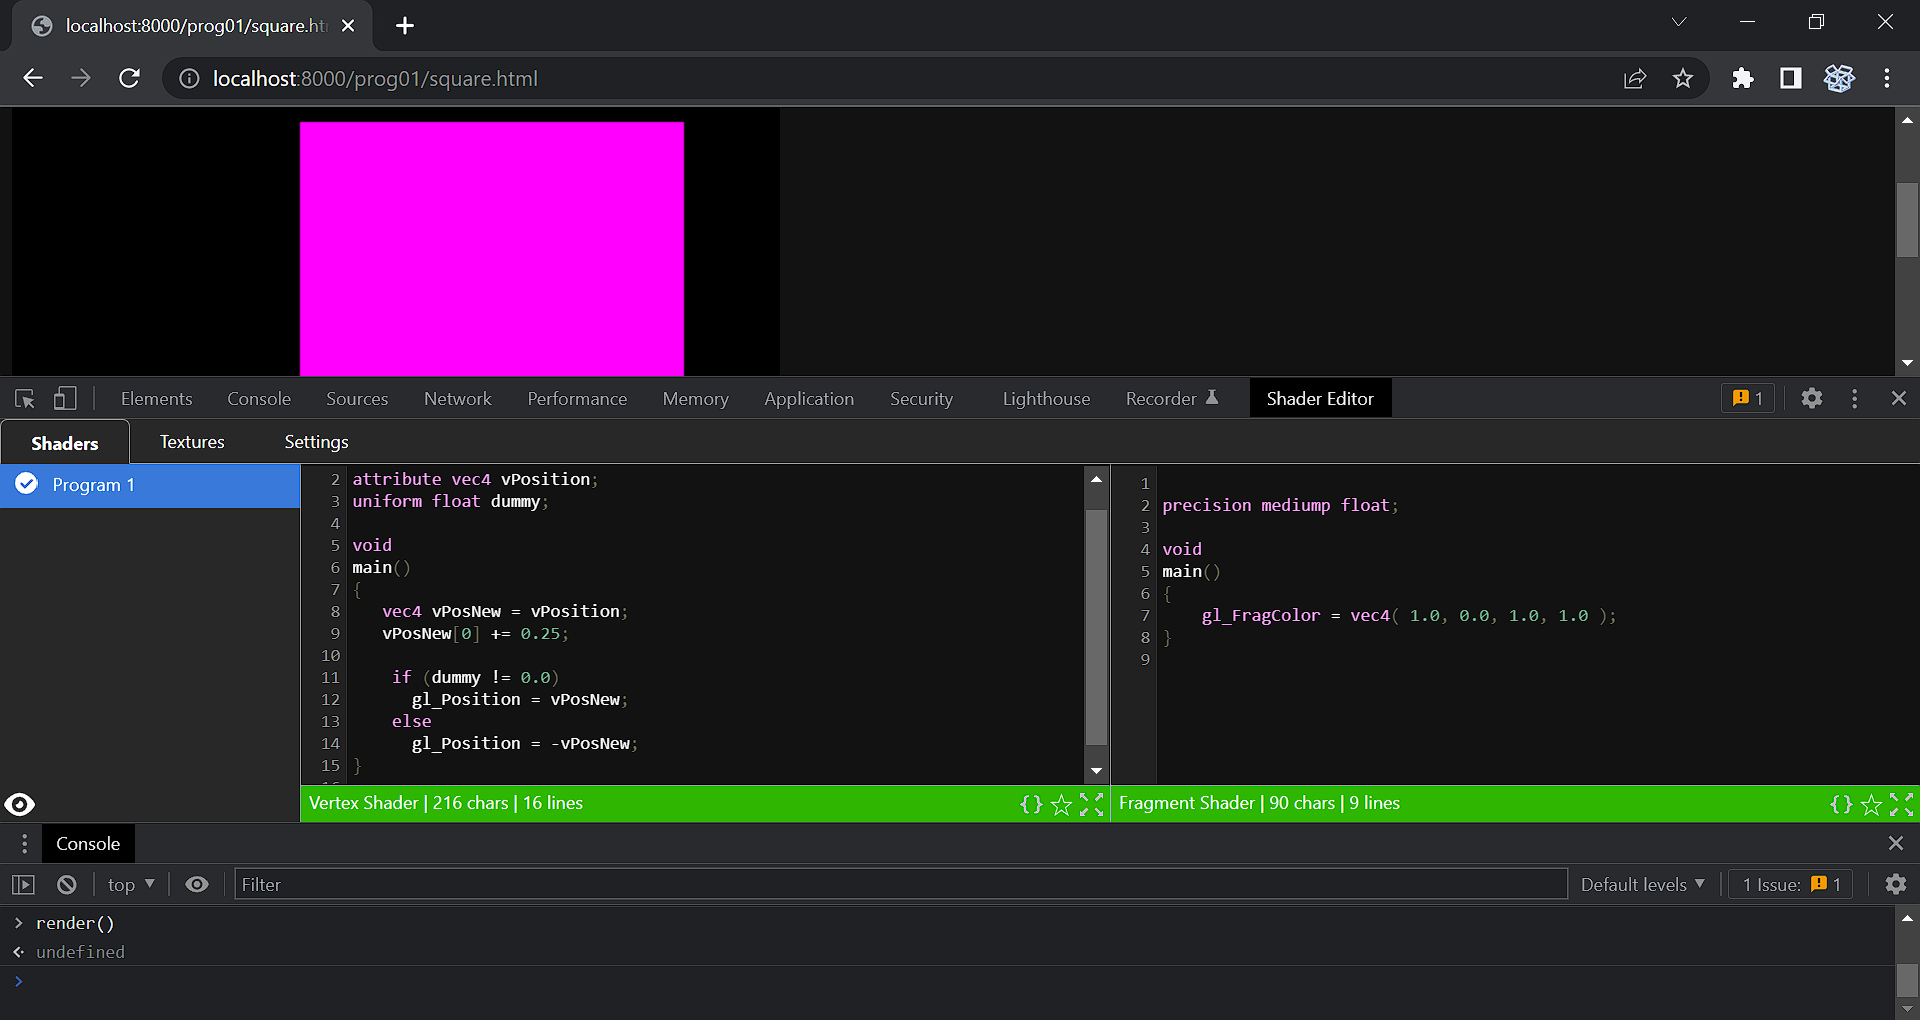 localhost:8000/prog01/square.ht
localhost:8000/prog01/square.html
Elements Console Sources Network Performance Memory Application Security Lighthouse Recorder Shader Editor 1
Shaders Textures Settings
Program 1
2 attribute vec4 vPosition;
3 uniform float dummy;
4
5 void
6 main()
7 {
8 vec4 vPosNew = vPosition;
9 vPosNew[0] += 0.25;
10
11 if (dummy != 0.0)
12 gl_Position = vPosNew;
13 else
14 gl_Position = -vPosNew;
15 }
Vertex Shader | 216 chars | 16 lines
{}
1
2 precision mediump float;
3
4 void
5 main()
6 {
7 gl_FragColor = vec4( 1.0, 0.0, 1.0, 1.0 );
8 }
9
Fragment Shader | 90 chars | 9 lines
{}
Console
top Filter Default levels 1 Issue: 1
> render()
undefined
>